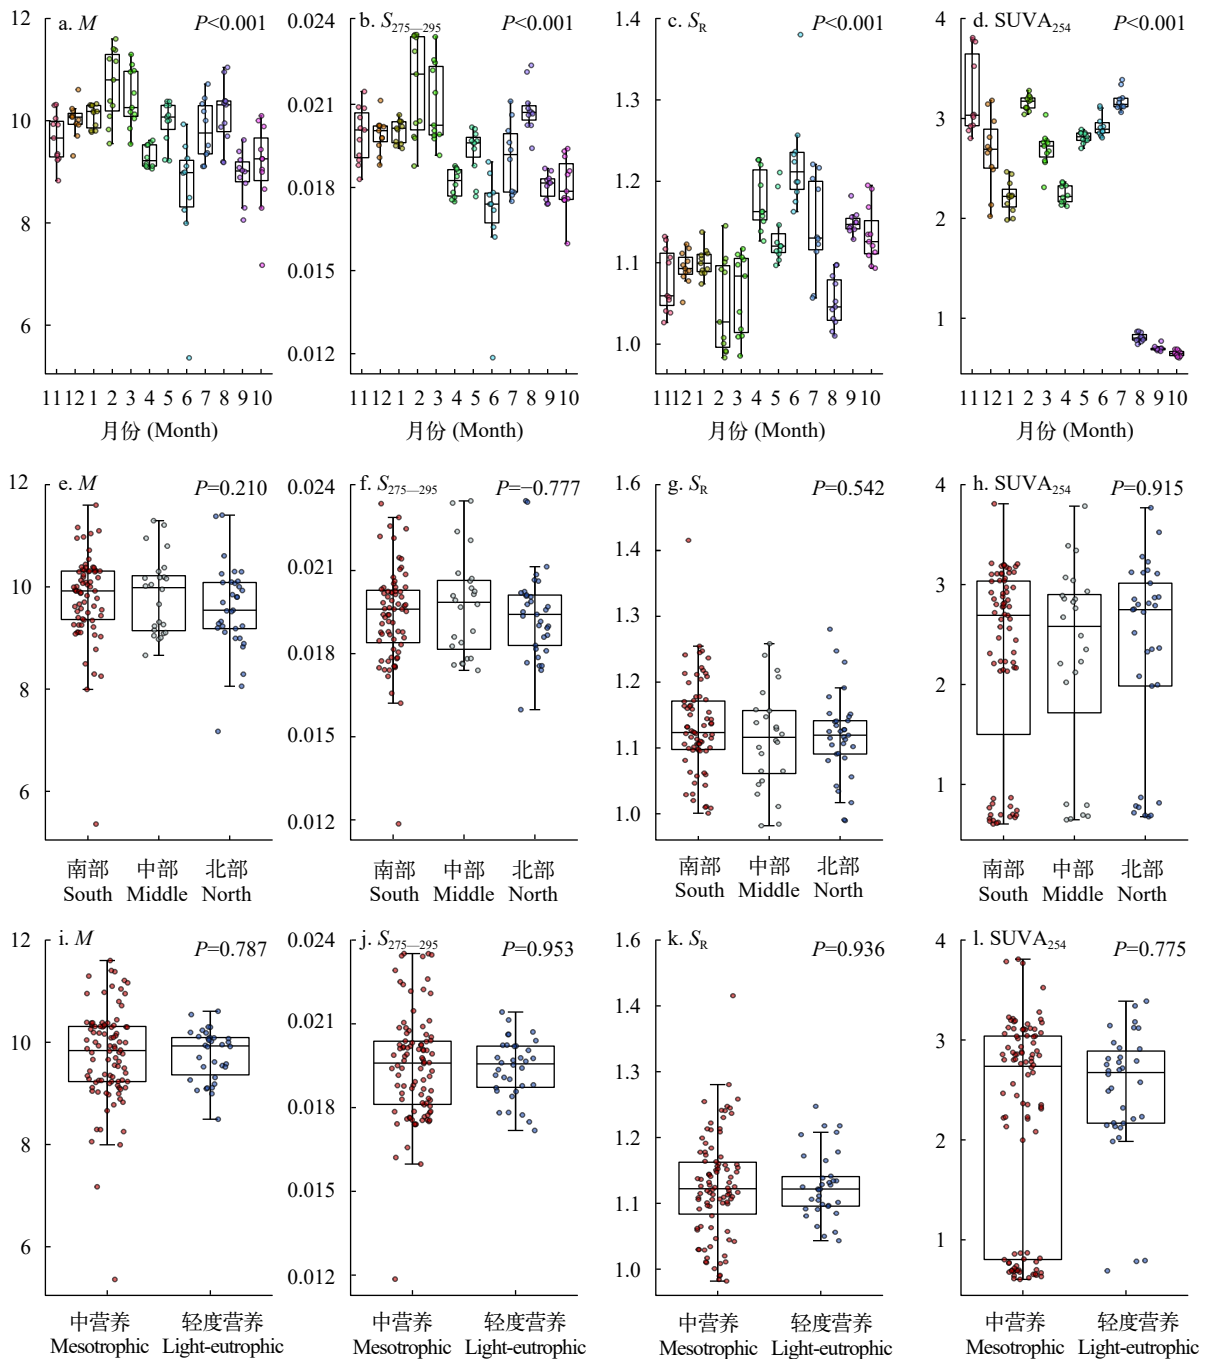 a. M P<0.001
b. S275—295 P<0.001
c. SR P<0.001
d. SUVA254 P<0.001
12
10
8
6
0.024
0.021
0.018
0.015
0.012
1.4
1.3
1.2
1.1
1.0
4
3
2
1
11 12 1 2 3 4 5 6 7 8 9 10
11 12 1 2 3 4 5 6 7 8 9 10
11 12 1 2 3 4 5 6 7 8 9 10
11 12 1 2 3 4 5 6 7 8 9 10
月份 (Month)
月份 (Month)
月份 (Month)
月份 (Month)
e. M P=0.210
f. S275—295 P=−0.777
g. SR P=0.542
h. SUVA254 P=0.915
12
10
8
6
0.024
0.021
0.018
0.015
0.012
1.6
1.5
1.4
1.3
1.2
1.1
1.0
4
3
2
1
南部 中部 北部
South Middle North
南部 中部 北部
South Middle North
南部 中部 北部
South Middle North
南部 中部 北部
South Middle North
i. M P=0.787
j. S275—295 P=0.953
k. SR P=0.936
l. SUVA254 P=0.775
12
10
8
6
0.024
0.021
0.018
0.015
0.012
1.6
1.4
1.3
1.2
1.1
1.0
4
3
2
1
中营养 轻度营养
Mesotrophic Light-eutrophic
中营养 轻度营养
Mesotrophic Light-eutrophic
中营养 轻度营养
Mesotrophic Light-eutrophic
中营养 轻度营养
Mesotrophic Light-eutrophic